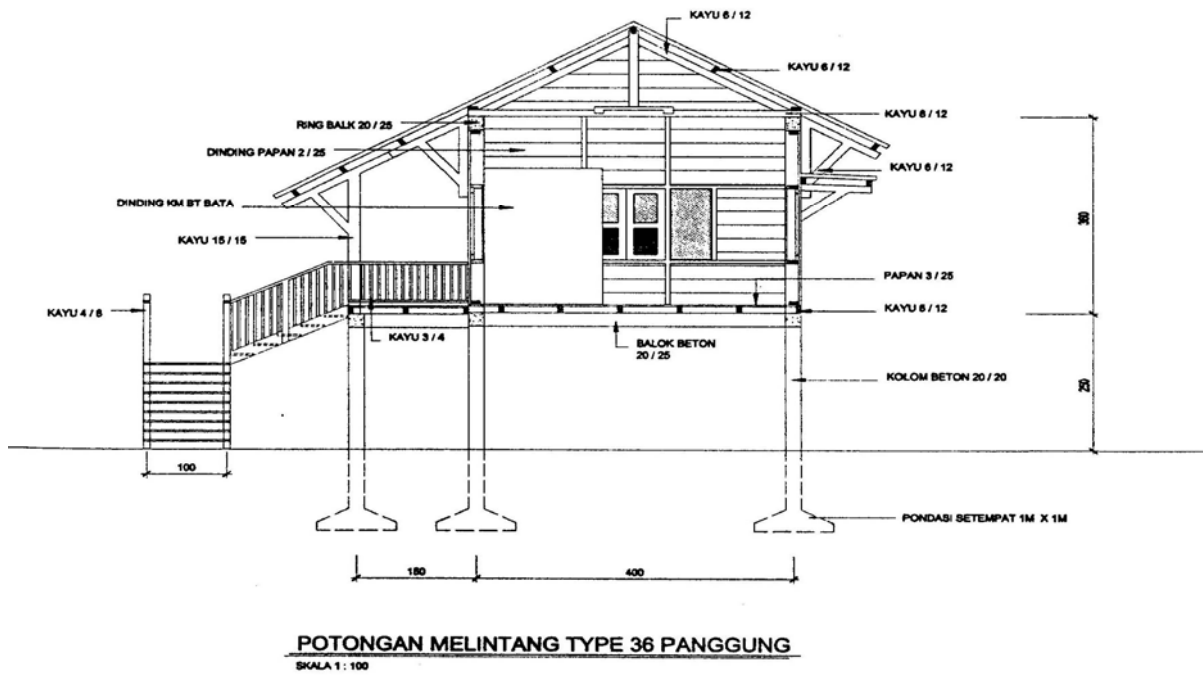 KAYU 6 / 12
KAYU 6 / 12
KAYU 6 / 12
RING BALK 20 / 25
DINDING PAPAN 2 / 25
KAYU 6 / 12
DINDING KM BT BATA
KAYU 15 / 15
360
PAPAN 3 / 25
KAYU 6 / 12
KAYU 4 / 6
KAYU 3 / 4
BALOK BETON
20 / 25
KOLOM BETON 20 / 20
250
100
PONDASI SETEMPAT 1M X 1M
150
400
POTONGAN MELINTANG TYPE 36 PANGGUNG
SKALA 1 : 100